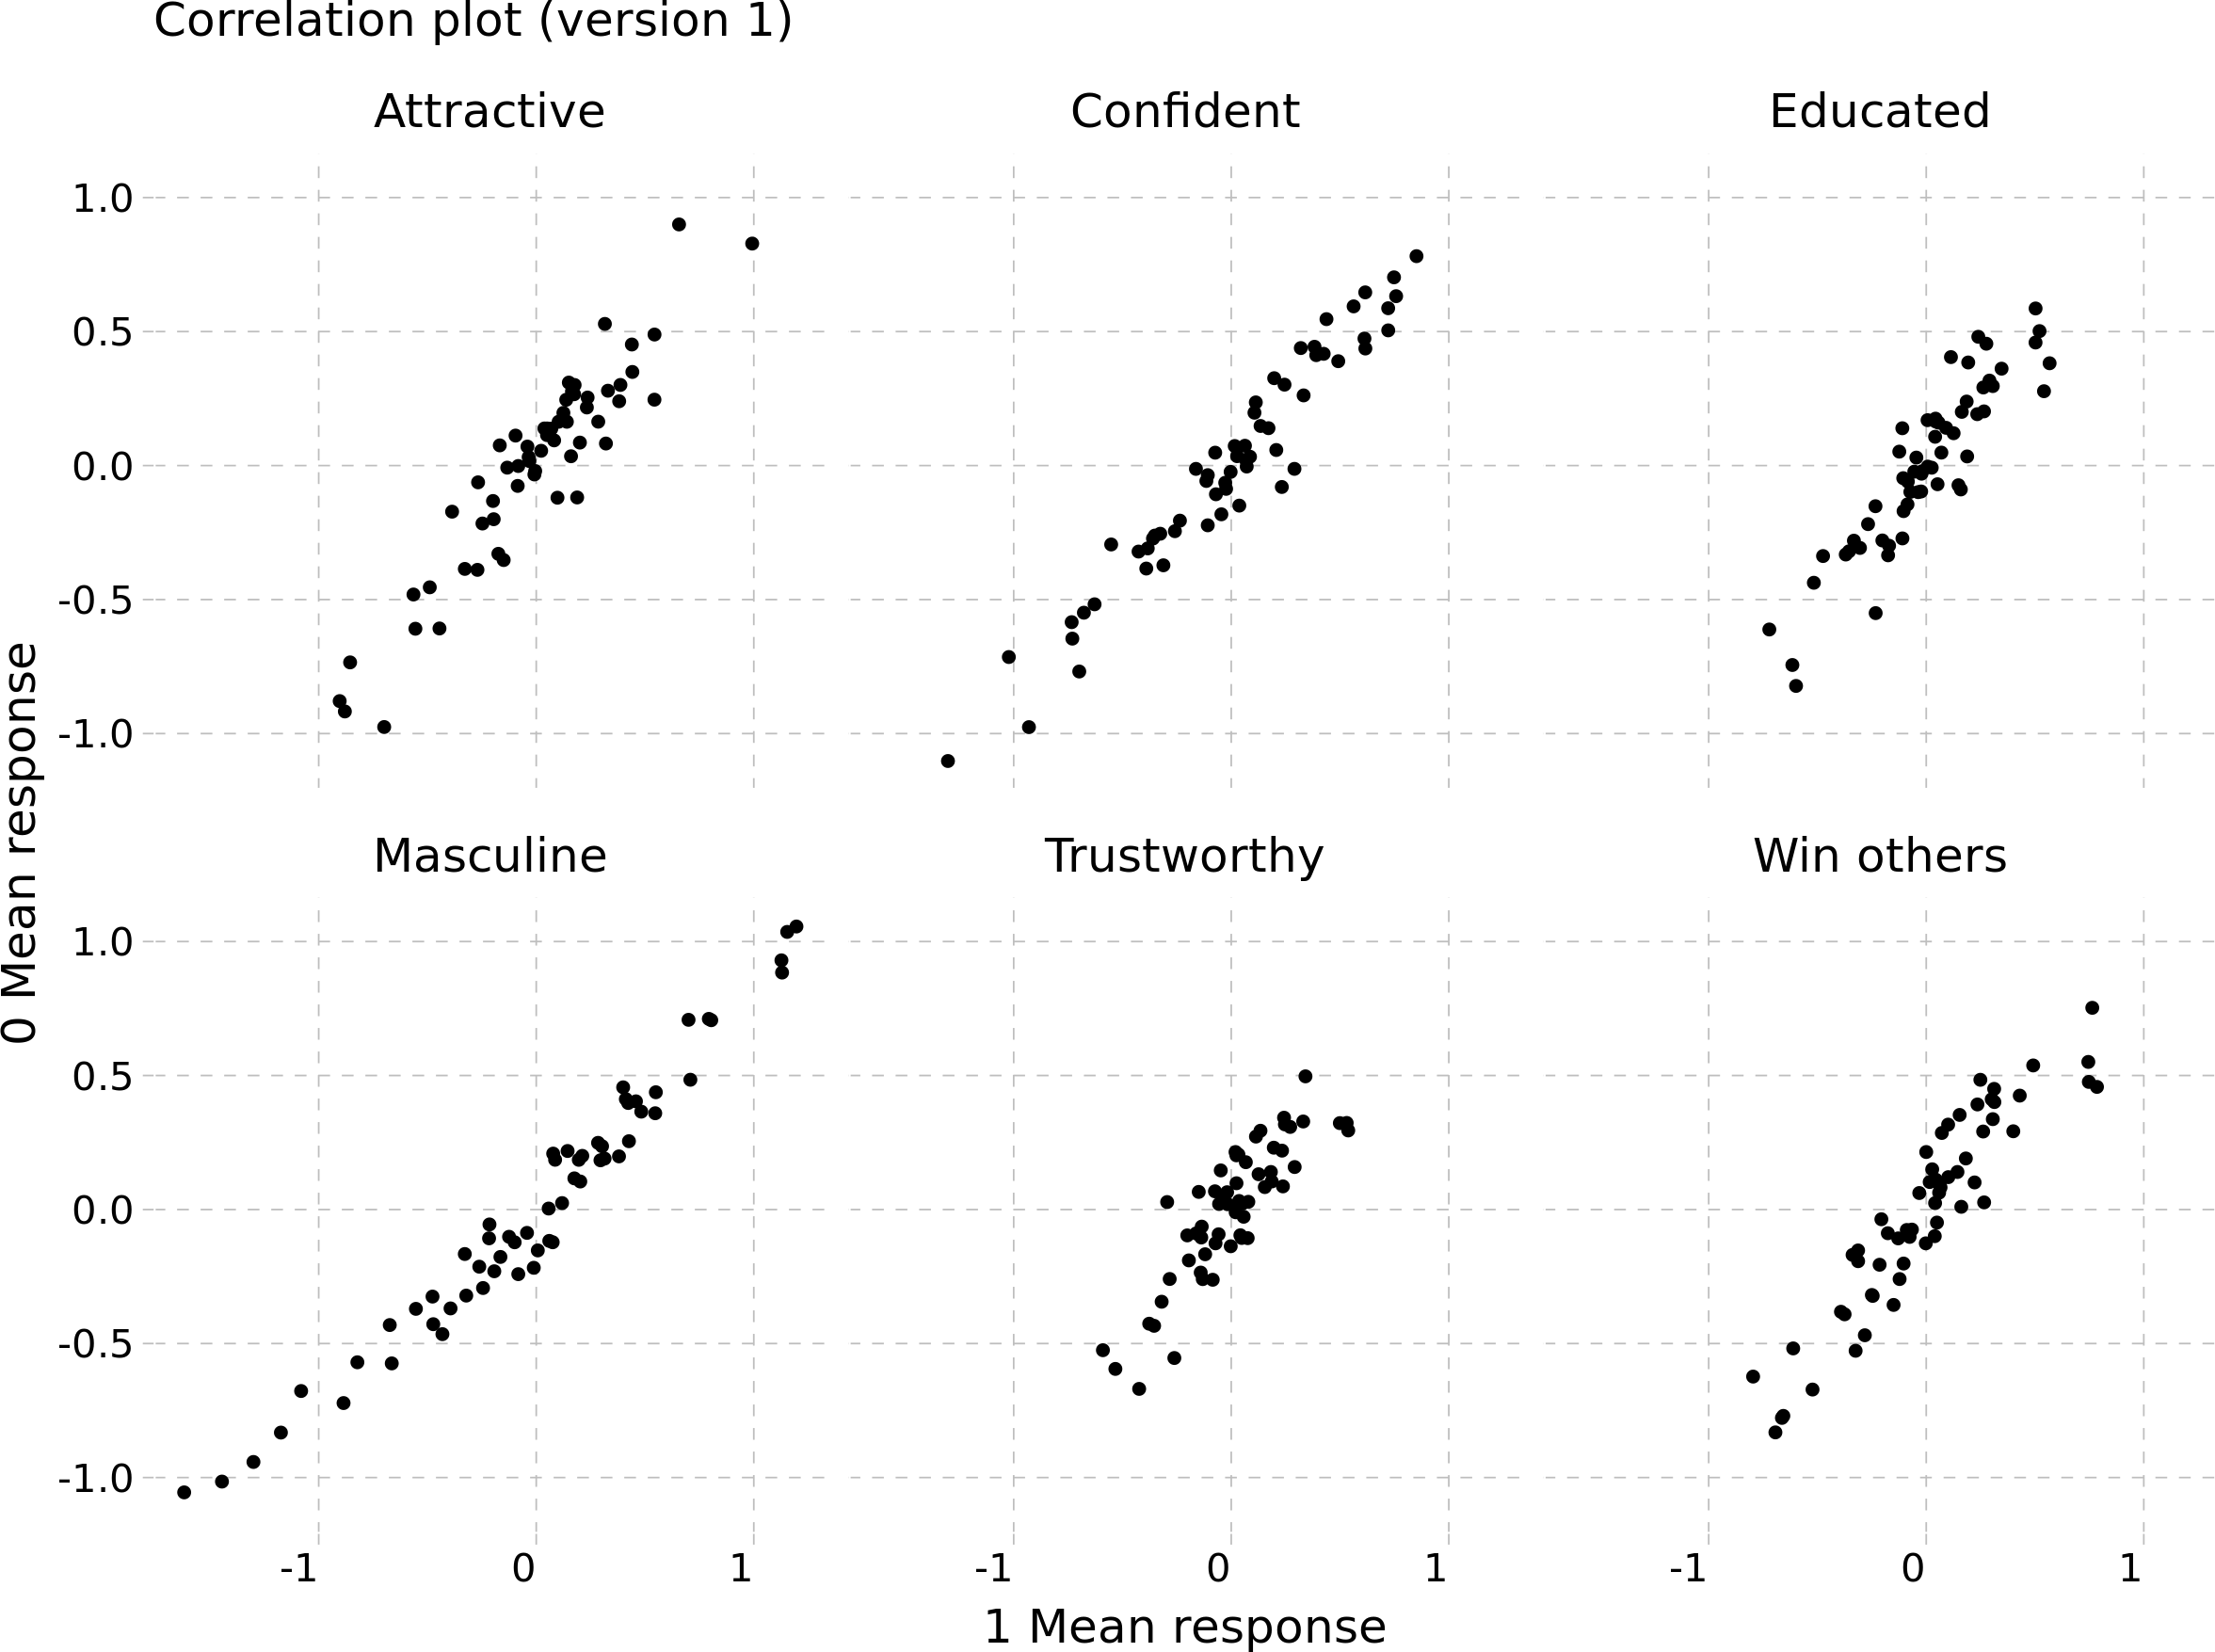 Correlation plot (version 1)
Attractive
Confident
Educated
1.0
0.5
0.0
-0.5
-1.0
0 Mean response
Masculine
Trustworthy
Win others
1.0
0.5
0.0
-0.5
-1.0
-1 0 1
-1 0 1
-1 0 1
1 Mean response